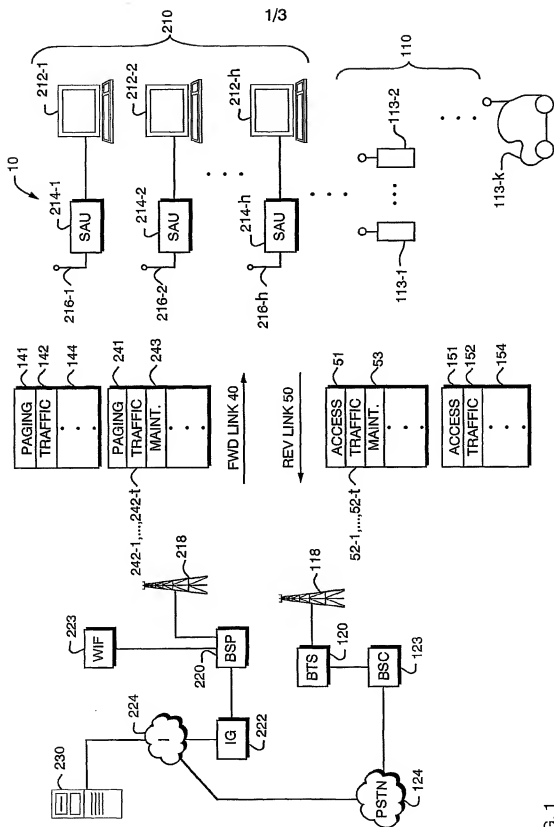 1/3
10
210
212-1
214-1
SAU
216-1
212-2
214-2
SAU
216-2
212-h
214-h
SAU
216-h
110
113-1
113-2
113-k
PAGING 141
TRAFFIC 142
144
PAGING 241
TRAFFIC
MAINT. 243
242-1,...,242-t
FWD LINK 40
REV LINK 50
ACCESS 51
TRAFFIC
MAINT. 53
52-1,...,52-t
ACCESS 151
TRAFFIC 152
154
218
223
WIF
220
BSP
224
I
IG
222
230
118
BTS
120
BSC
123
PSTN
124